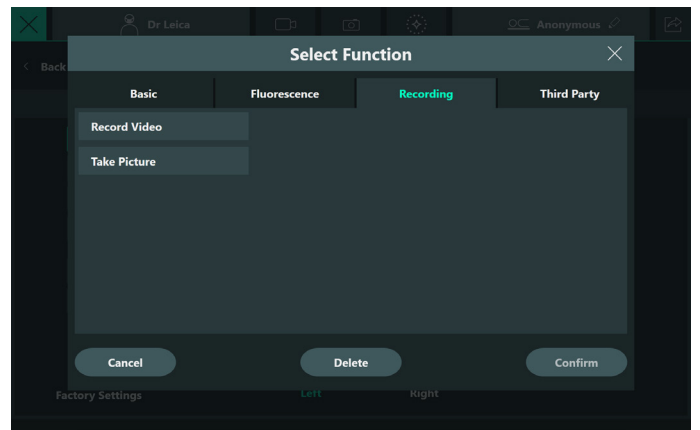 Dr Leica
Anonymous
Select Function
Back
Basic
Fluorescence
Recording
Third Party
Record Video
Take Picture
Cancel
Delete
Confirm
Factory Settings
Left
Right